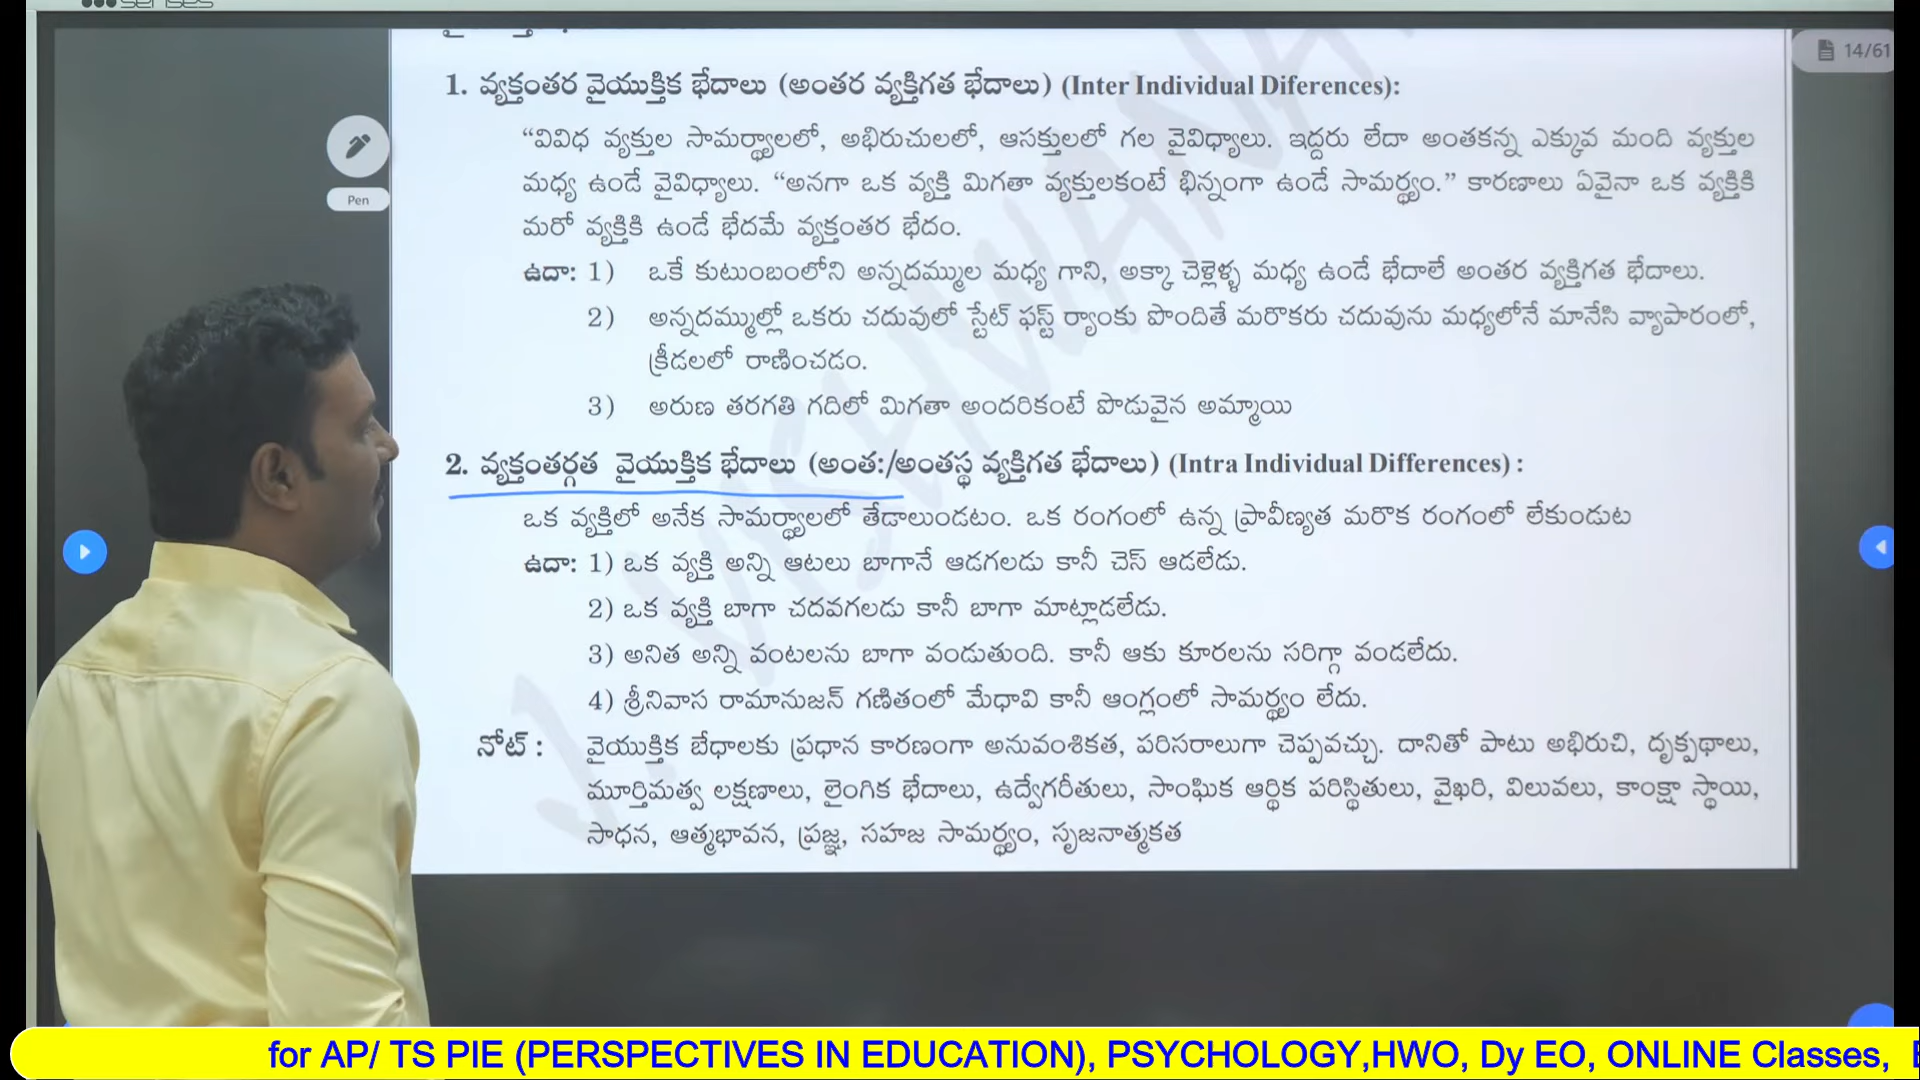 senses
14/61
1. వ్యక్తంతర వైయుక్తిక భేదాలు (అంతర వ్యక్తిగత భేదాలు) (Inter Individual Diferences):
“వివిధ వ్యక్తుల సామర్థ్యాలలో, అభిరుచులలో, ఆసక్తులలో గల వైవిధ్యాలు. ఇద్దరు లేదా అంతకన్న ఎక్కువ మంది వ్యక్తుల
మధ్య ఉండే వైవిధ్యాలు. “అనగా ఒక వ్యక్తి మిగతా వ్యక్తులకంటే భిన్నంగా ఉండే సామర్థ్యం.” కారణాలు ఏవైనా ఒక వ్యక్తికి
Pen
మరో వ్యక్తికి ఉండే భేదమే వ్యక్తంతర భేదం.
ఉదా: 1) ఒకే కుటుంబంలోని అన్నదమ్ముల మధ్య గాని, అక్కా చెళ్లెళ్ళ మధ్య ఉండే భేదాలే అంతర వ్యక్తిగత భేదాలు.
2) అన్నదమ్ముల్లో ఒకరు చదువులో స్టేట్ ఫస్ట్ ర్యాంకు పొందితే మరొకరు చదువును మధ్యలోనే మానేసి వ్యాపారంలో,
క్రీడలలో రాణించడం.
3) అరుణ తరగతి గదిలో మిగతా అందరికంటే పొడువైన అమ్మాయి
2. వ్యక్తంతర్గత వైయుక్తిక భేదాలు (అంత:/అంతస్థ వ్యక్తిగత భేదాలు) (Intra Individual Differences) :
ఒక వ్యక్తిలో అనేక సామర్థ్యాలలో తేడాలుండటం. ఒక రంగంలో ఉన్న ప్రావీణ్యత మరొక రంగంలో లేకుండుట
ఉదా: 1) ఒక వ్యక్తి అన్ని ఆటలు బాగానే ఆడగలడు కానీ చెస్ ఆడలేడు.
2) ఒక వ్యక్తి బాగా చదవగలడు కానీ బాగా మాట్లాడలేడు.
3) అనిత అన్ని వంటలను బాగా వండుతుంది. కానీ ఆకు కూరలను సరిగ్గా వండలేదు.
4) శ్రీనివాస రామానుజన్ గణితంలో మేధావి కానీ ఆంగ్లంలో సామర్థ్యం లేదు.
నోట్ : వైయుక్తిక బేధాలకు ప్రధాన కారణంగా అనువంశికత, పరిసరాలుగా చెప్పవచ్చు. దానితో పాటు అభిరుచి, దృక్పథాలు,
మూర్తిమత్వ లక్షణాలు, లైంగిక భేదాలు, ఉద్వేగరీతులు, సాంఘిక ఆర్థిక పరిస్థితులు, వైఖరి, విలువలు, కాంక్షా స్థాయి,
సాధన, ఆత్మభావన, ప్రజ్ఞ, సహజ సామర్థ్యం, సృజనాత్మకత
for AP/ TS PIE (PERSPECTIVES IN EDUCATION), PSYCHOLOGY,HWO, Dy EO, ONLINE Classes,